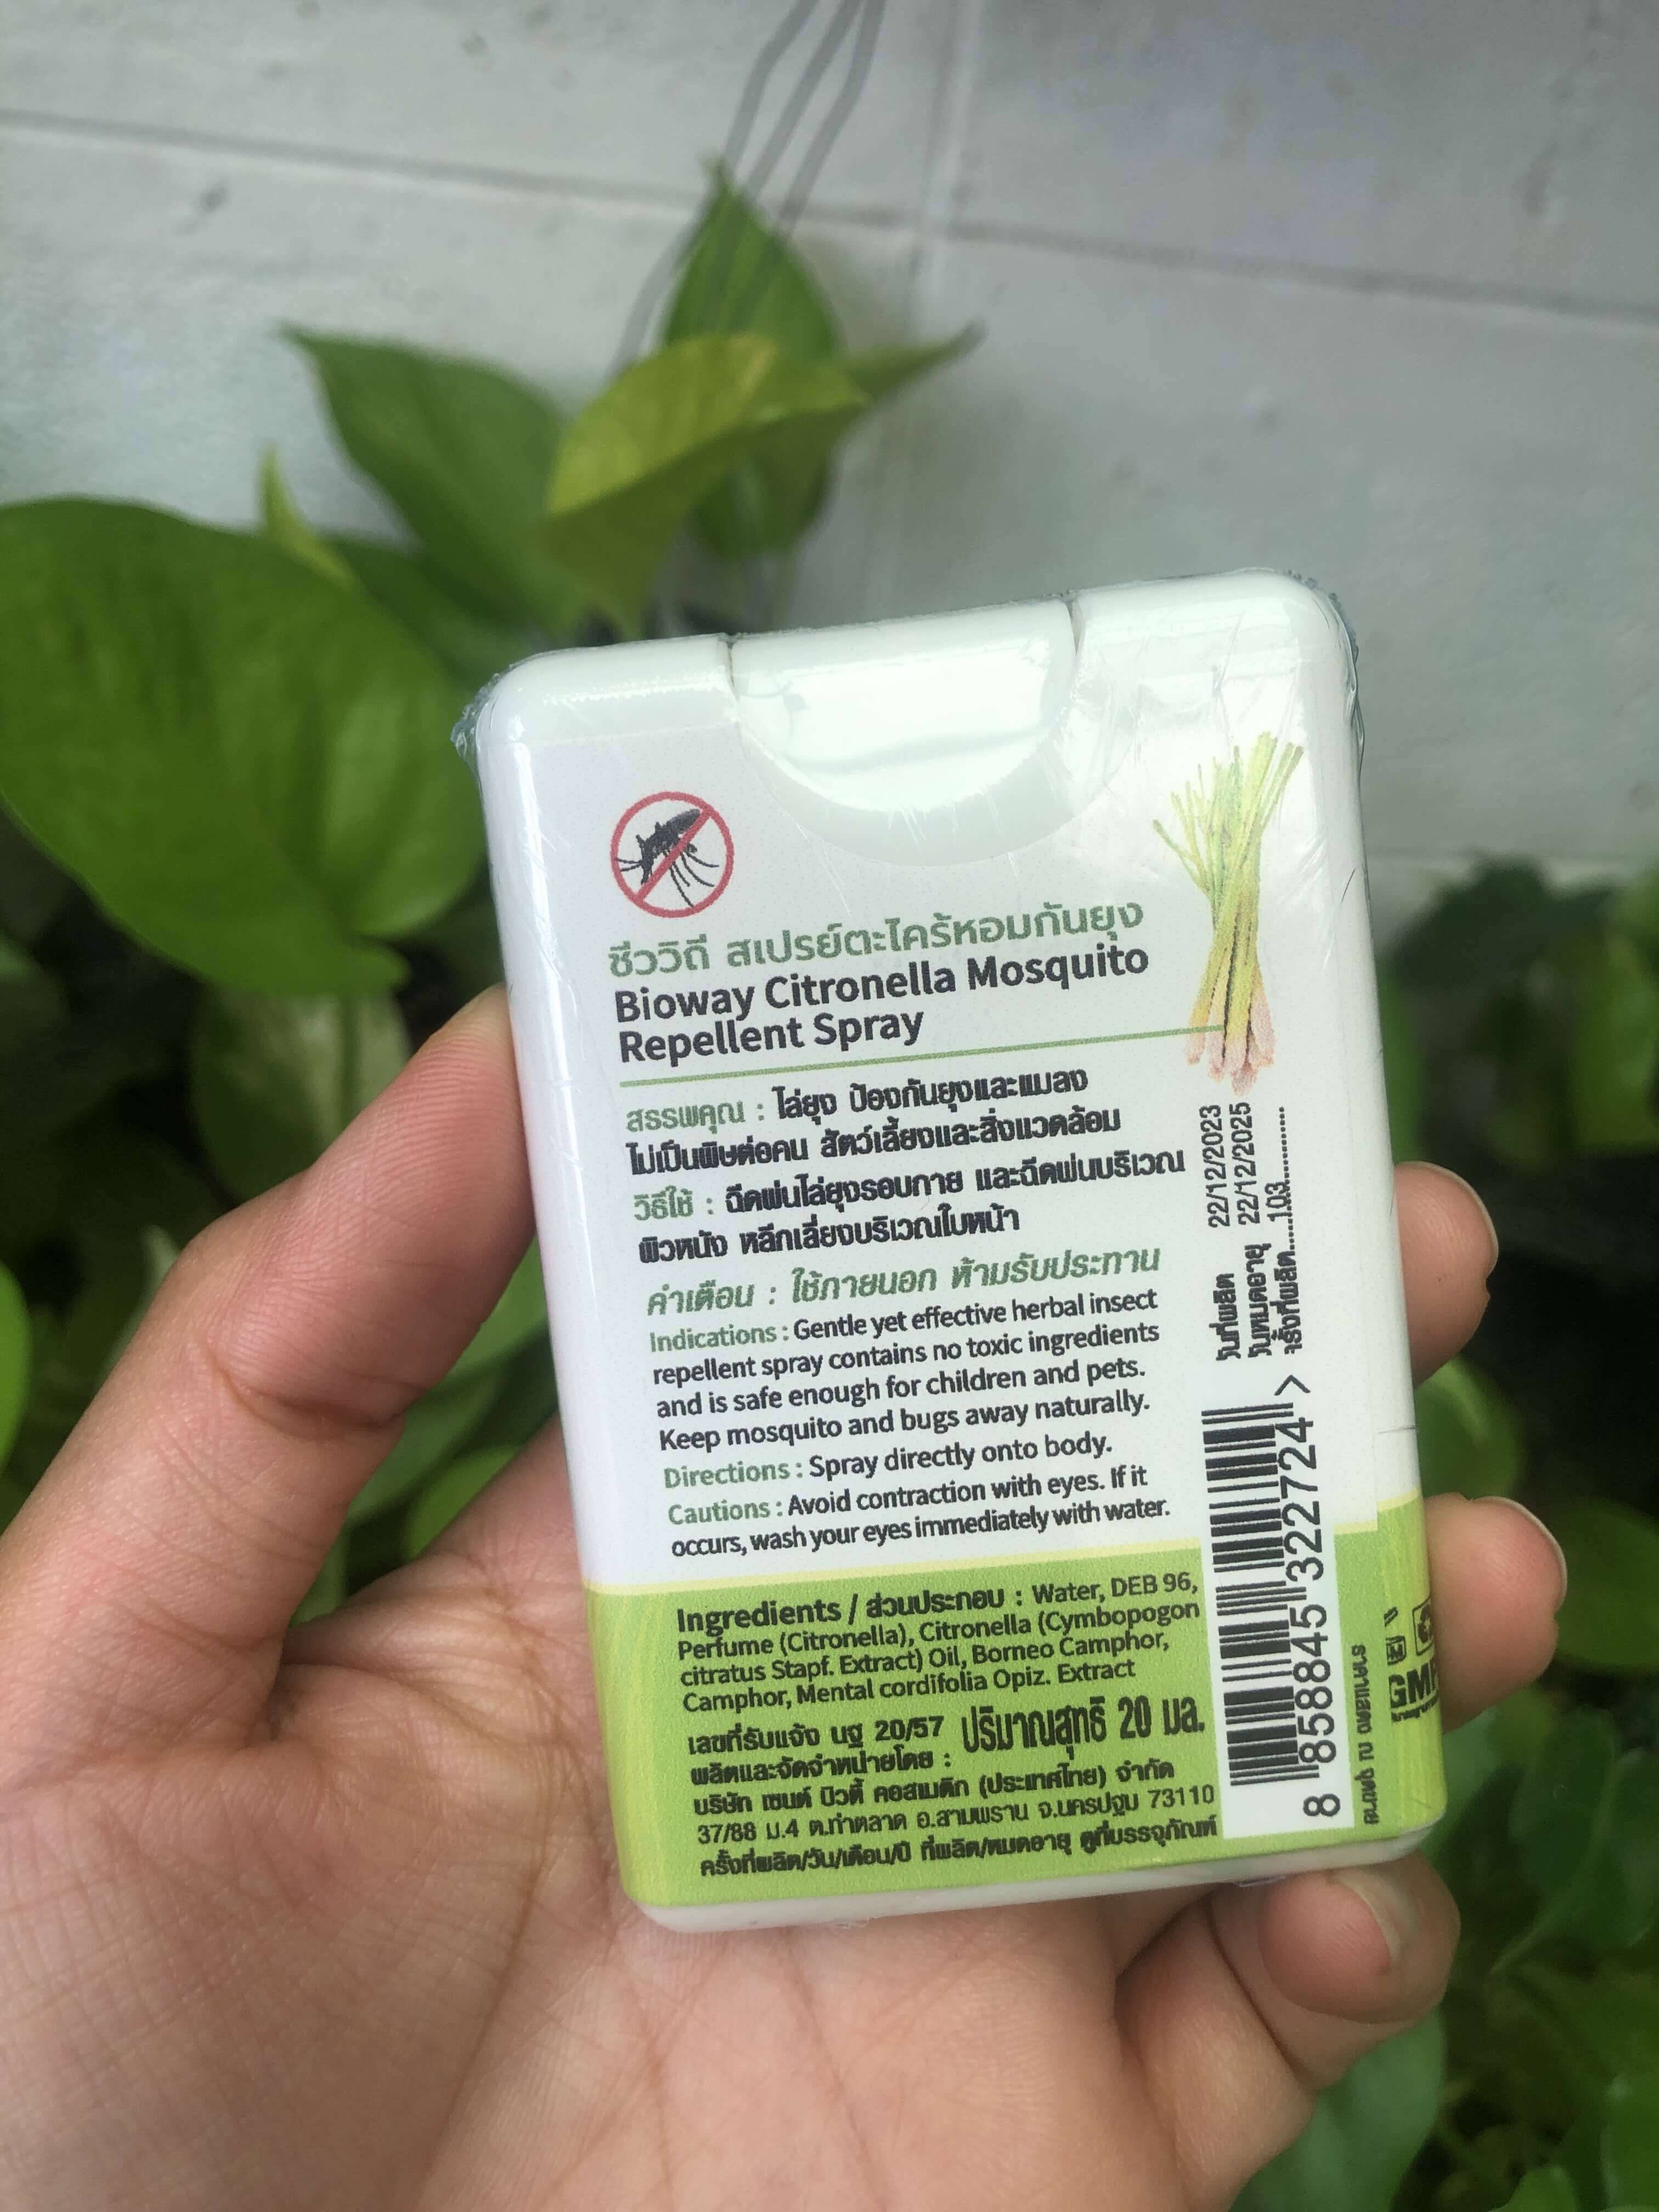 ชีววิถี สเปรย์ตะไคร้หอมกันยุง
Bioway Citronella Mosquito
Repellent Spray
สรรพคุณ : ไล่ยุง ป้องกันยุงและแมลง
ไม่เป็นพิษต่อคน สัตว์เลี้ยงและสิ่งแวดล้อม
วิธีใช้ : ฉีดพ่นไล่ยุงรอบกาย และฉีดพ่นบริเวณ
ผิวหนัง หลีกเลี่ยงบริเวณใบหน้า
คำเตือน : ใช้ภายนอก ห้ามรับประทาน
Indications : Gentle yet effective herbal insect
repellent spray contains no toxic ingredients
and is safe enough for children and pets.
Keep mosquito and bugs away naturally.
Directions : Spray directly onto body.
Cautions : Avoid contraction with eyes. If it
occurs, wash your eyes immediately with water.
Ingredients / ส่วนประกอบ : Water, DEB 96,
Perfume (Citronella), Citronella (Cymbopogon
citratus Stapf. Extract) Oil, Borneo Camphor,
Camphor, Mental cordifolia Opiz. Extract
เลขที่รับแจ้ง นฐ 20/57 ปริมาณสุทธิ 20 มล.
ผลิตและจัดจำหน่ายโดย :
บริษัท เซนต์ บิวตี้ คอสเมติก (ประเทศไทย) จำกัด
37/88 ม.4 ต.ท่าตลาด อ.สามพราน จ.นครปฐม 73110
ครั้งที่ผลิต/วัน/เดือน/ปี ที่ผลิต/หมดอายุ ดูที่บรรจุภัณฑ์
วันที่ผลิต 22/12/2023
วันหมดอายุ 22/12/2025
ครั้งที่ผลิต.......103............
8 858845 322724 >
ราคาแสดง ณ จุดขาย